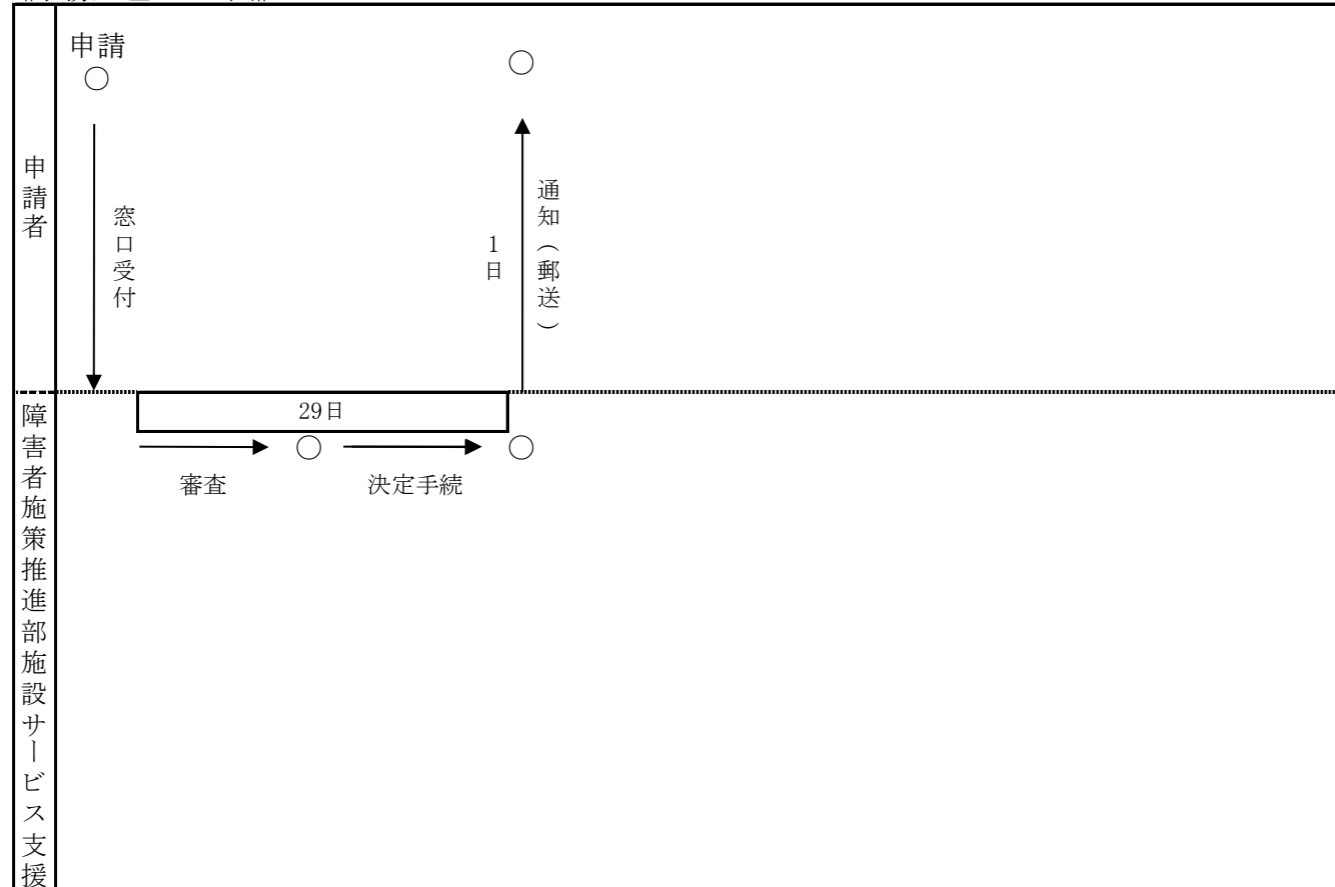 申請
申請者
窓口受付
1日
通知（郵送）
29日
審査
決定手続
障害者施策推進部施設サービス支援